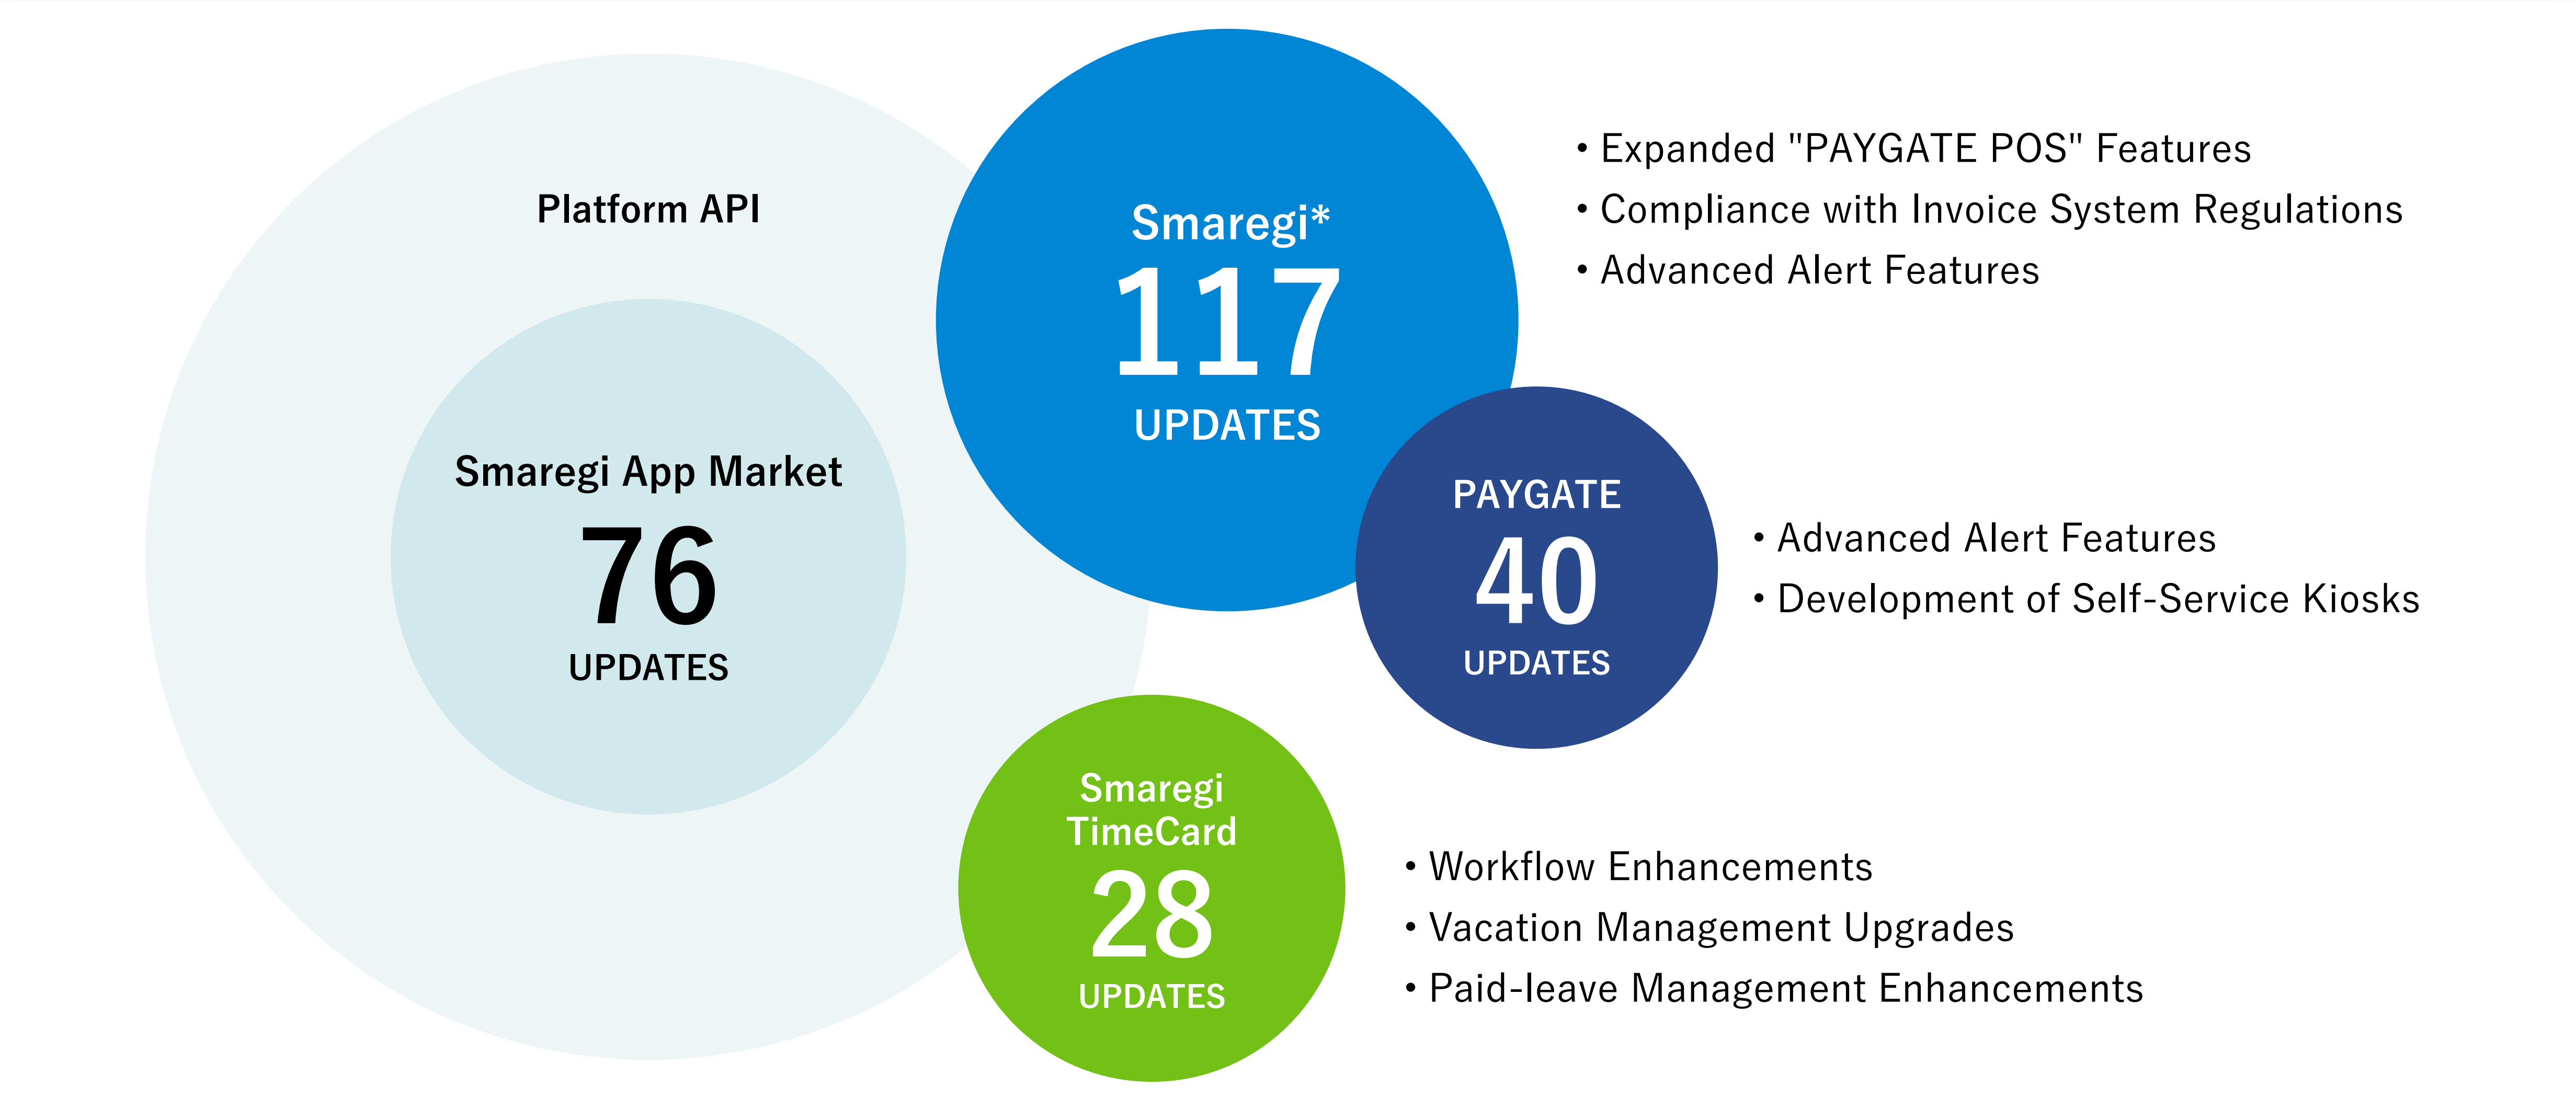 Platform API
Smaregi App Market
76
UPDATES
Smaregi*
117
UPDATES
• Expanded "PAYGATE POS" Features
• Compliance with Invoice System Regulations
• Advanced Alert Features
PAYGATE
40
UPDATES
• Advanced Alert Features
• Development of Self-Service Kiosks
Smaregi
TimeCard
28
UPDATES
• Workflow Enhancements
• Vacation Management Upgrades
• Paid-leave Management Enhancements